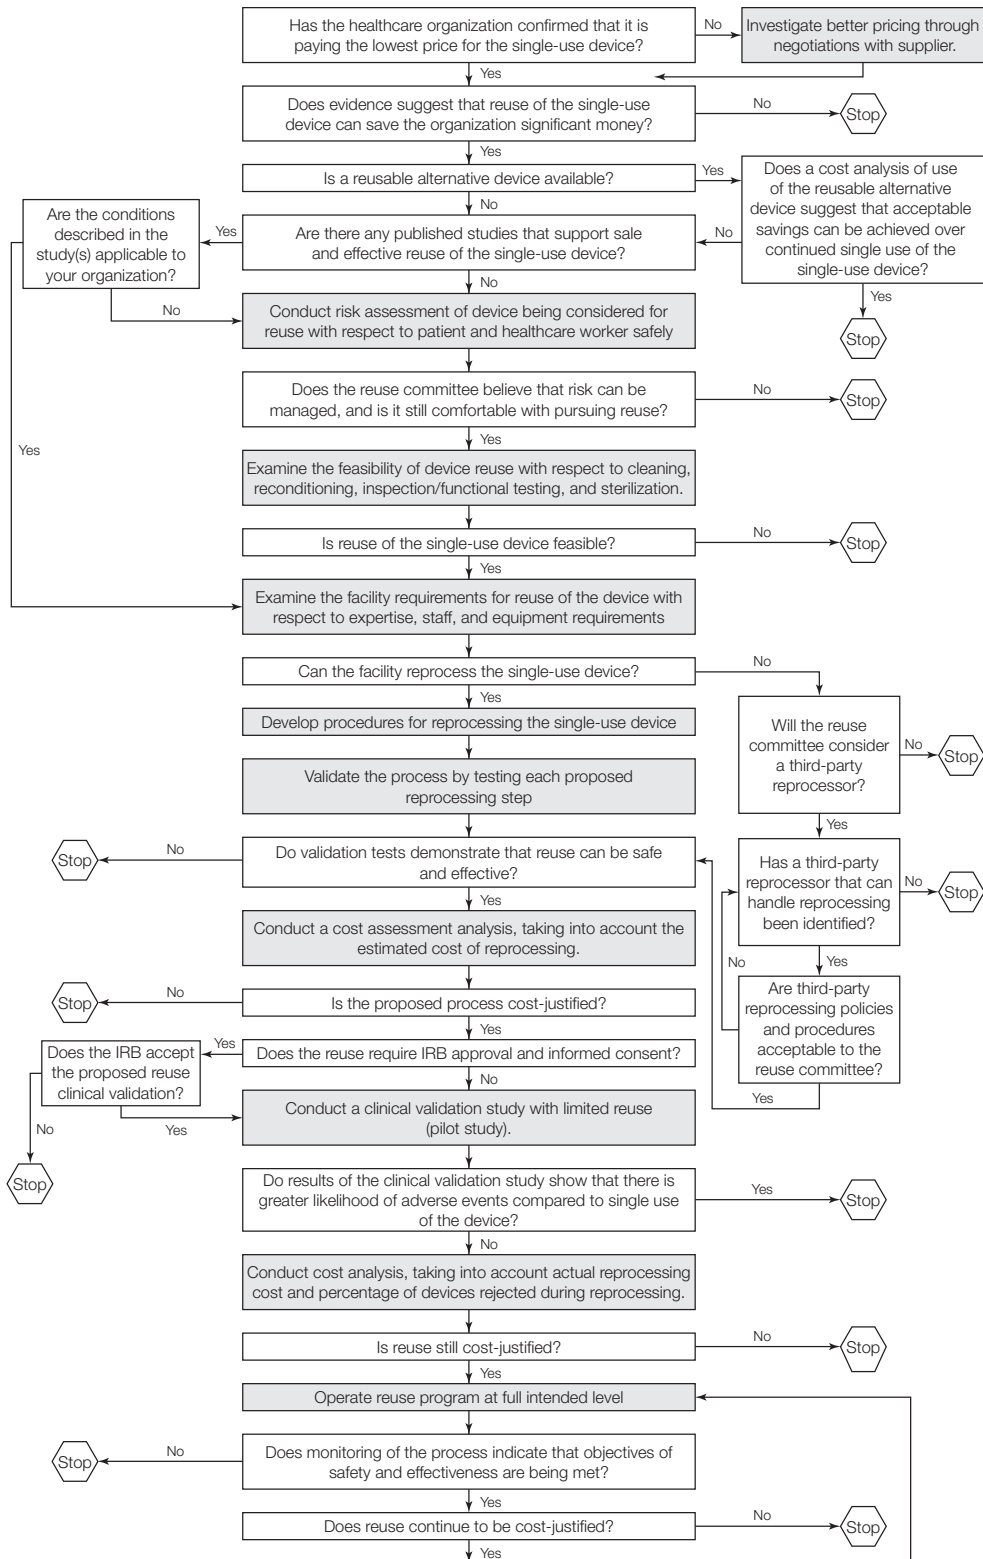 Has the healthcare organization confirmed that it is
paying the lowest price for the single-use device?
No
Investigate better pricing through
negotiations with supplier.
Yes
Does evidence suggest that reuse of the single-use
device can save the organization significant money?
No
Stop
Yes
Is a reusable alternative device available?
Yes
Does a cost analysis of use
of the reusable alternative
device suggest that acceptable
savings can be achieved over
continued single use of the
single-use device?
No
Yes
Stop
No
Are there any published studies that support sale
and effective reuse of the single-use device?
Yes
Are the conditions
described in the
study(s) applicable to
your organization?
No
Yes
No
Conduct risk assessment of device being considered for
reuse with respect to patient and healthcare worker safely
Does the reuse committee believe that risk can be
managed, and is it still comfortable with pursuing reuse?
No
Stop
Yes
Examine the feasibility of device reuse with respect to cleaning,
reconditioning, inspection/functional testing, and sterilization.
Is reuse of the single-use device feasible?
No
Stop
Yes
Examine the facility requirements for reuse of the device with
respect to expertise, staff, and equipment requirements
Can the facility reprocess the single-use device?
No
Yes
Develop procedures for reprocessing the single-use device
Will the reuse
committee consider
a third-party
reprocessor?
No
Stop
Yes
Validate the process by testing each proposed
reprocessing step
Do validation tests demonstrate that reuse can be safe
and effective?
No
Stop
Yes
Has a third-party
reprocessor that can
handle reprocessing
been identified?
No
Stop
Yes
No
Are third-party
reprocessing policies
and procedures
acceptable to the
reuse committee?
Yes
Conduct a cost assessment analysis, taking into account the
estimated cost of reprocessing.
Is the proposed process cost-justified?
No
Stop
Yes
Does the reuse require IRB approval and informed consent?
Yes
Does the IRB accept
the proposed reuse
clinical validation?
No
Stop
Yes
No
Conduct a clinical validation study with limited reuse
(pilot study).
Do results of the clinical validation study show that there is
greater likelihood of adverse events compared to single use
of the device?
Yes
Stop
No
Conduct cost analysis, taking into account actual reprocessing
cost and percentage of devices rejected during reprocessing.
Is reuse still cost-justified?
No
Stop
Yes
Operate reuse program at full intended level
Does monitoring of the process indicate that objectives of
safety and effectiveness are being met?
No
Stop
Yes
Does reuse continue to be cost-justified?
No
Stop
Yes